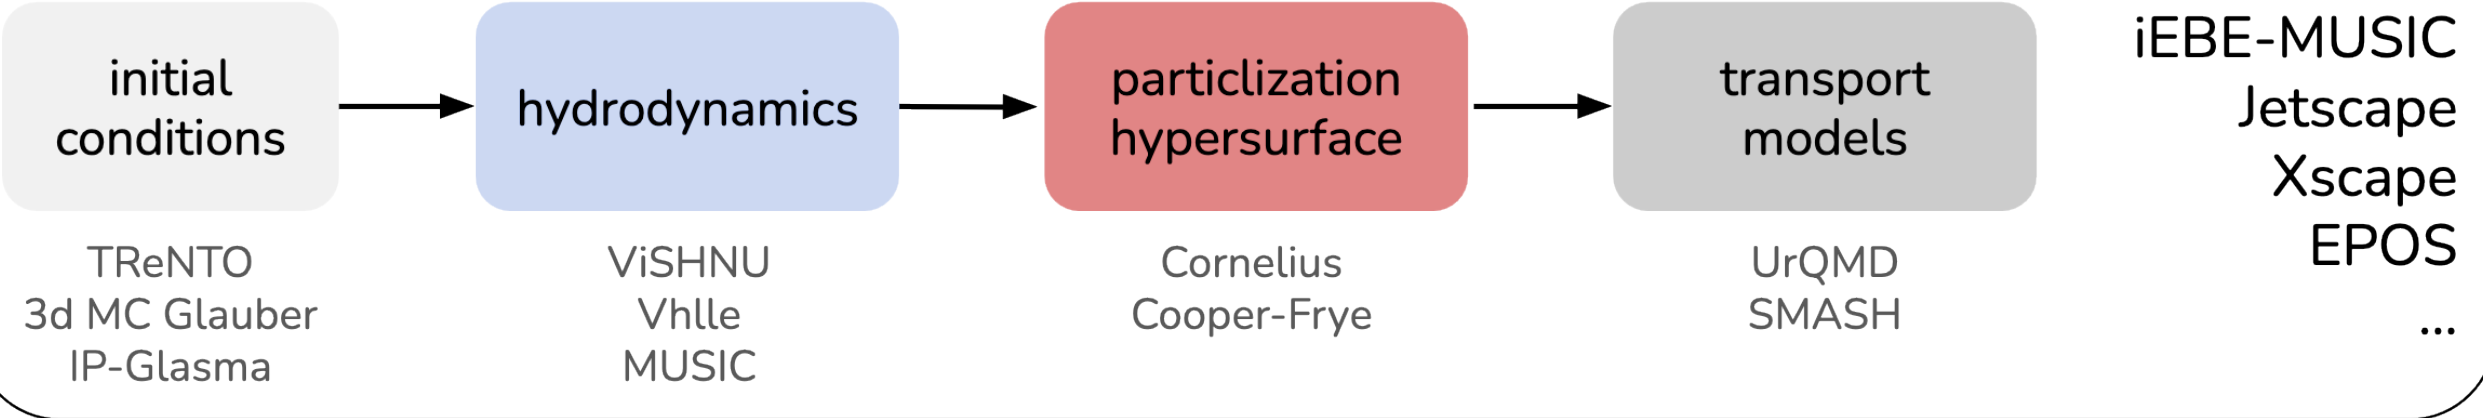 initial
conditions
hydrodynamics
particlization
hypersurface
transport
models
TReNTO
3d MC Glauber
IP-Glasma
ViSHNU
Vhlle
MUSIC
Cornelius
Cooper-Frye
UrQMD
SMASH
iEBE-MUSIC
Jetscape
Xscape
EPOS
...